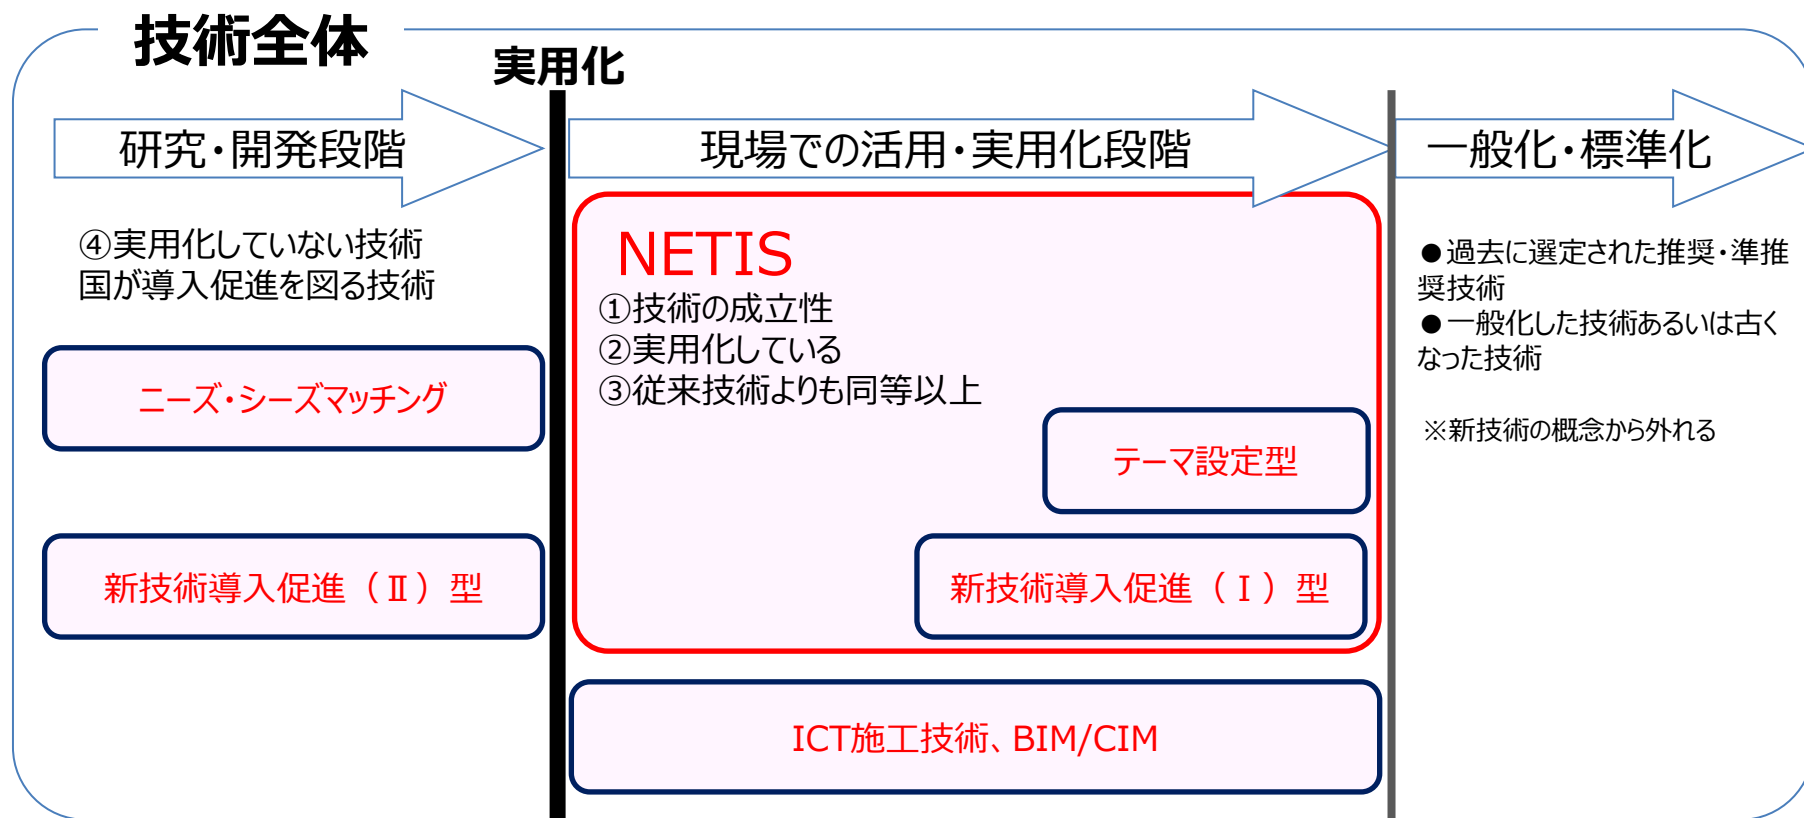 技術全体
実用化
研究・開発段階
現場での活用・実用化段階
一般化・標準化
④実用化していない技術
国が導入促進を図る技術
ニーズ・シーズマッチング
新技術導入促進（Ⅱ）型
NETIS
①技術の成立性
②実用化している
③従来技術よりも同等以上
テーマ設定型
新技術導入促進（Ⅰ）型
ICT施工技術、BIM/CIM
●過去に選定された推奨・準推
奨技術
●一般化した技術あるいは古く
なった技術
※新技術の概念から外れる